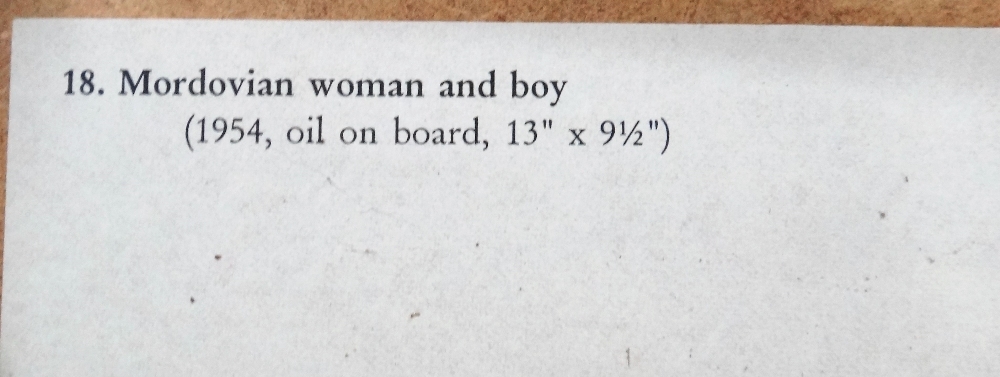 18. Mordovian woman and boy
(1954, oil on board, 13" x 9½")